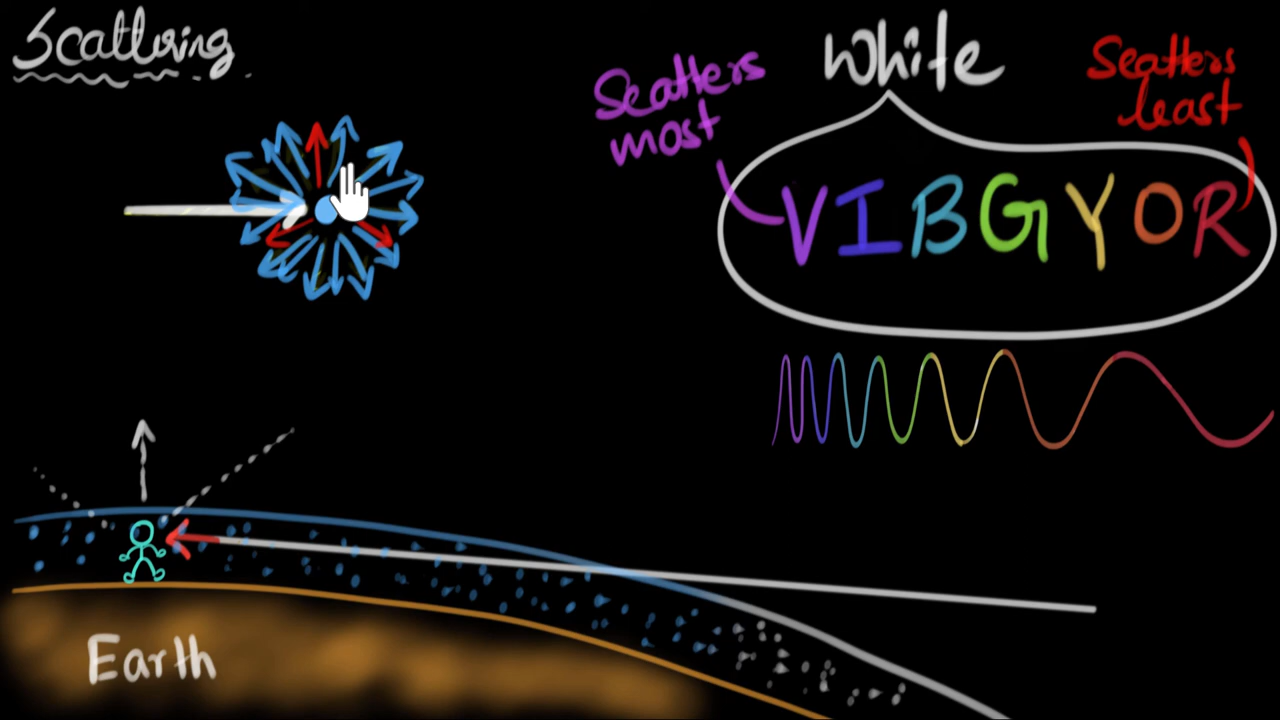 Scattering
White
Scatters
most
Scatters
least
VIBGYOR
Earth